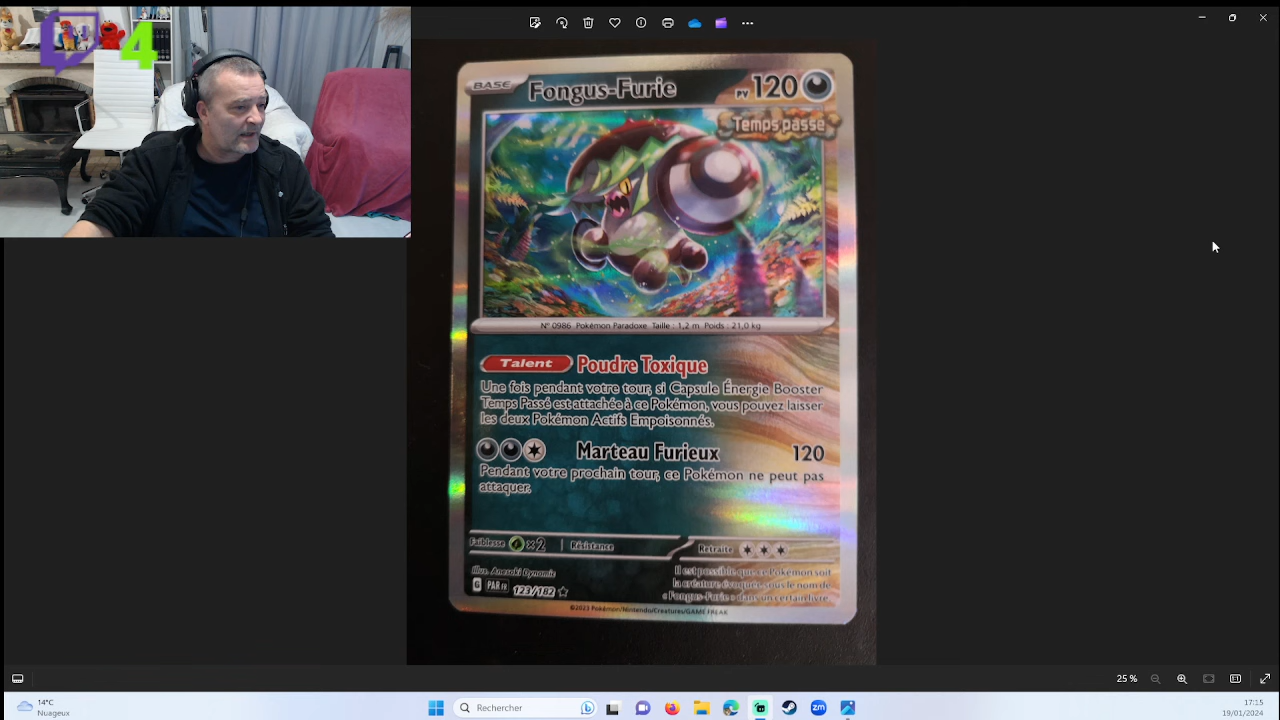 4
BASE
Fongus-Furie
PV 120
Temps passé
N° 0986 Pokémon Paradoxe Taille : 1,2 m Poids : 21,0 kg
Talent Poudre Toxique
Une fois pendant votre tour, si Capsule Énergie Booster
Temps Passé est attachée à ce Pokémon, vous pouvez laisser
les deux Pokémon Actifs Empoisonnés.
Marteau Furieux 120
Pendant votre prochain tour, ce Pokémon ne peut pas
attaquer.
Faiblesse x2 Résistance Retraite
Illus. Anesaki Dynamic
Il est possible que ce Pokémon soit
la créature évoquée sous le nom de
« Fongus-Furie » dans un certain livre.
G PAR FR 123/182
©2023 Pokémon/Nintendo/Creatures/GAME FREAK
25 %
14°C
Nuageux
Rechercher
zm
17:15
19/01/2024